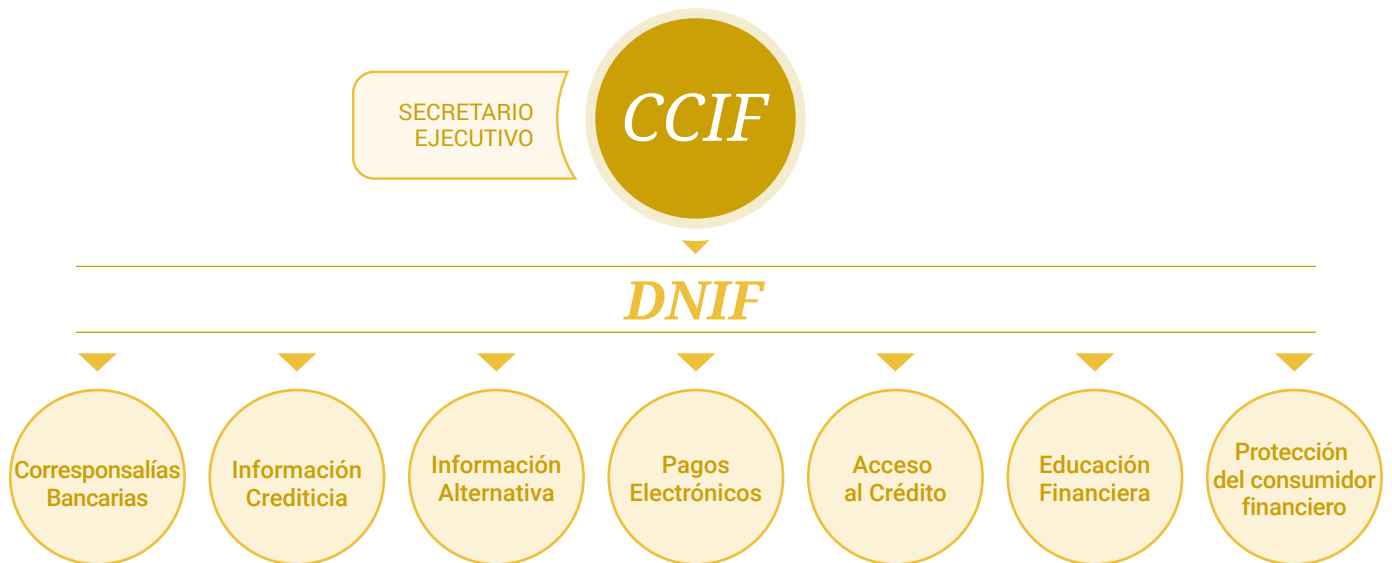 SECRETARIO
EJECUTIVO
CCIF
DNIF
Corresponsalías
Bancarias
Información
Crediticia
Información
Alternativa
Pagos
Electrónicos
Acceso
al Crédito
Educación
Financiera
Protección
del consumidor
financiero